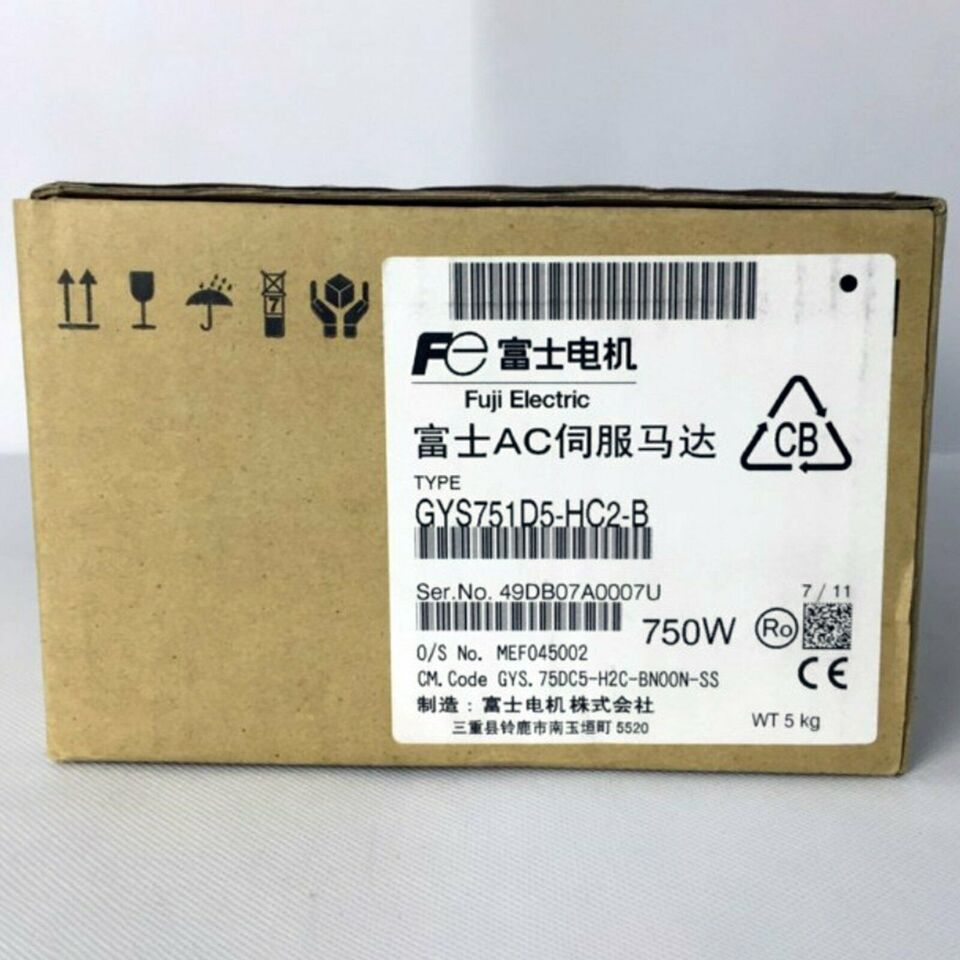 7
Fe 富士电机
Fuji Electric
富士AC伺服马达
CB
TYPE
GYS751D5-HC2-B
Ser.No. 49DB07A0007U
7 / 11
750W
Ro
O/S No. MEF045002
CM.Code GYS.75DC5-H2C-BN00N-SS
CE
制造：富士电机株式会社
三重县铃鹿市南玉垣町 5520
WT 5 kg